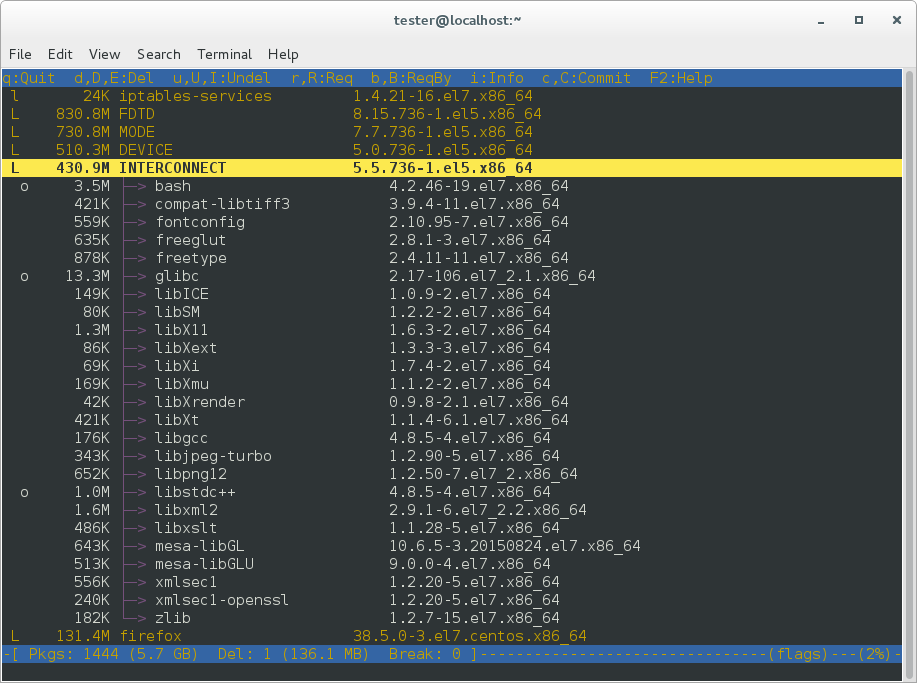 tester@localhost:~
File Edit View Search Terminal Help
q:Quit d,D,E:Del u,U,I:Undel r,R:Req b,B:ReqBy i:Info c,C:Commit F2:Help
l 24K iptables-services 1.4.21-16.el7.x86_64
L 830.8M FDTD 8.15.736-1.el5.x86_64
L 730.8M MODE 7.7.736-1.el5.x86_64
L 510.3M DEVICE 5.0.736-1.el5.x86_64
L 430.9M INTERCONNECT 5.5.736-1.el5.x86_64
o 3.5M ├─> bash 4.2.46-19.el7.x86_64
421K ├─> compat-libtiff3 3.9.4-11.el7.x86_64
559K ├─> fontconfig 2.10.95-7.el7.x86_64
635K ├─> freeglut 2.8.1-3.el7.x86_64
878K ├─> freetype 2.4.11-11.el7.x86_64
o 13.3M ├─> glibc 2.17-106.el7_2.1.x86_64
149K ├─> libICE 1.0.9-2.el7.x86_64
80K ├─> libSM 1.2.2-2.el7.x86_64
1.3M ├─> libX11 1.6.3-2.el7.x86_64
86K ├─> libXext 1.3.3-3.el7.x86_64
69K ├─> libXi 1.7.4-2.el7.x86_64
169K ├─> libXmu 1.1.2-2.el7.x86_64
42K ├─> libXrender 0.9.8-2.1.el7.x86_64
421K ├─> libXt 1.1.4-6.1.el7.x86_64
176K ├─> libgcc 4.8.5-4.el7.x86_64
343K ├─> libjpeg-turbo 1.2.90-5.el7.x86_64
652K ├─> libpng12 1.2.50-7.el7_2.x86_64
o 1.0M ├─> libstdc++ 4.8.5-4.el7.x86_64
1.6M ├─> libxml2 2.9.1-6.el7_2.2.x86_64
486K ├─> libxslt 1.1.28-5.el7.x86_64
643K ├─> mesa-libGL 10.6.5-3.20150824.el7.x86_64
513K ├─> mesa-libGLU 9.0.0-4.el7.x86_64
556K ├─> xmlsec1 1.2.20-5.el7.x86_64
240K ├─> xmlsec1-openssl 1.2.20-5.el7.x86_64
182K └─> zlib 1.2.7-15.el7.x86_64
L 131.4M firefox 38.5.0-3.el7.centos.x86_64
-[ Pkgs: 1444 (5.7 GB) Del: 1 (136.1 MB) Break: 0 ]--------------------------------(flags)---(2%)-